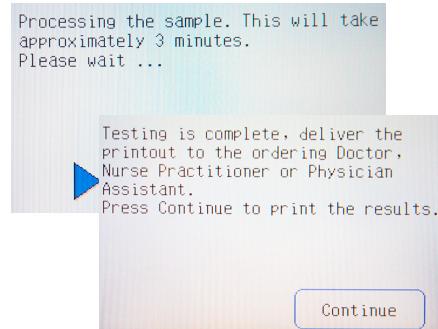 Processing the sample. This will take
approximately 3 minutes.
Please wait ...
Testing is complete, deliver the
printout to the ordering Doctor,
Nurse Practitioner or Physician
Assistant.
Press Continue to print the results.
Continue